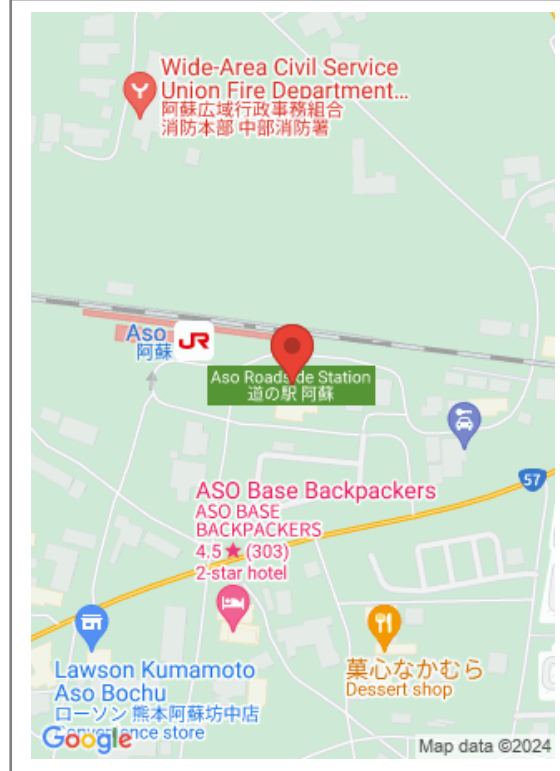 Wide-Area Civil Service
Union Fire Department...
阿蘇広域行政事務組合
消防本部 中部消防署
Aso
阿蘇
JR
Aso Roadside Station
道の駅 阿蘇
57
ASO Base Backpackers
ASO BASE
BACKPACKERS
4.5★(303)
2-star hotel
Lawson Kumamoto
Aso Bochu
ローソン 熊本阿蘇坊中店
Convenience store
菓心なかむら
Dessert shop
Google
Map data ©2024